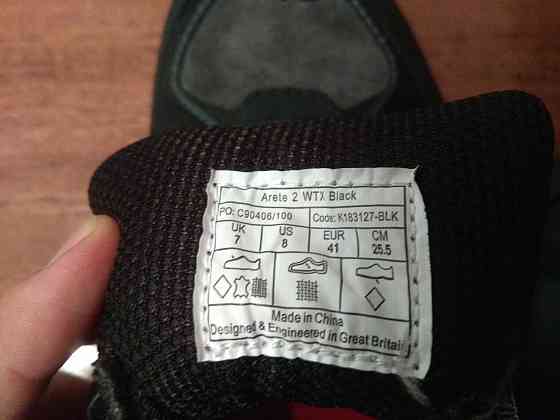 Arete 2 WTX Black
PO: C90406/100 Code: K183127-BLK
UK US EUR CM
7 8 41 25.5
Made in China
Designed & Engineered in Great Britain